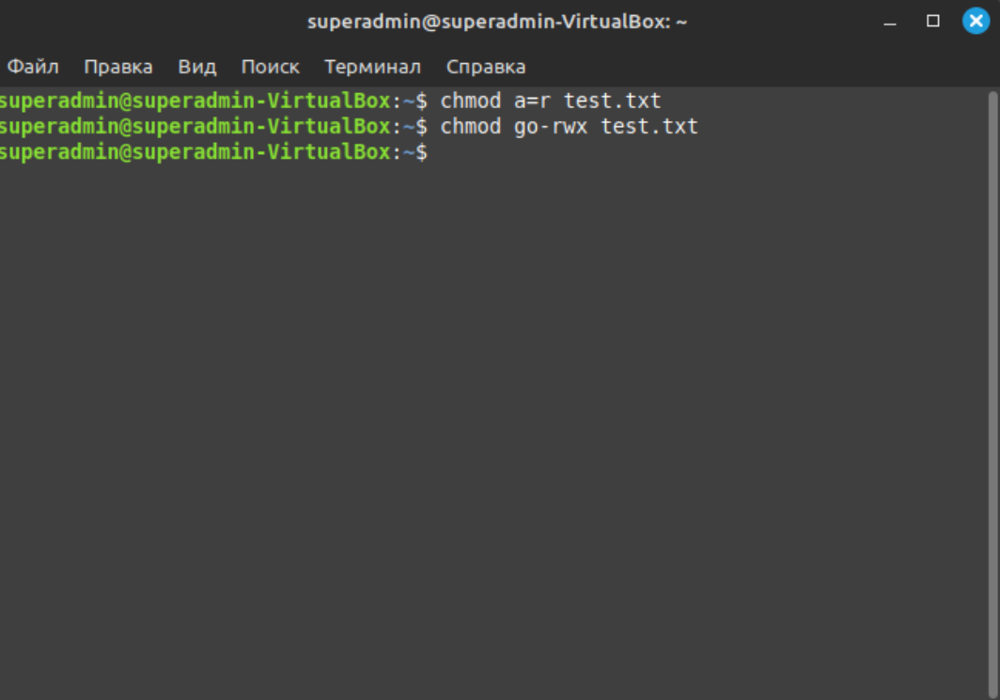 superadmin@superadmin-VirtualBox: ~
Файл Правка Вид Поиск Терминал Справка
superadmin@superadmin-VirtualBox:~$ chmod a=r test.txt
superadmin@superadmin-VirtualBox:~$ chmod go-rwx test.txt
superadmin@superadmin-VirtualBox:~$